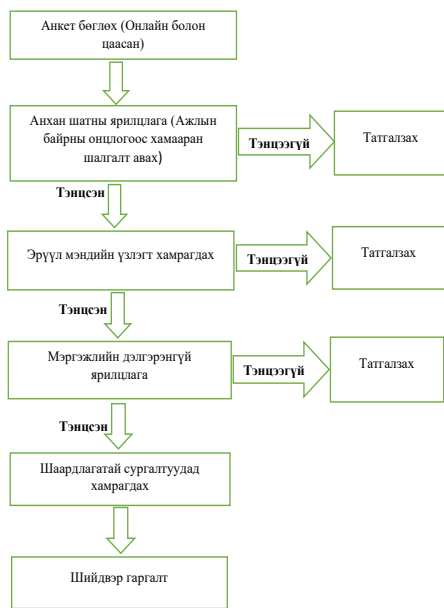 Анкет бөглөх (Онлайн болон
цаасан)
Анхан шатны ярилцлага (Ажлын
байрны онцлогоос хамааран
шалгалт авах)
Тэнцээгүй
Татгалзах
Тэнцсэн
Эрүүл мэндийн үзлэгт хамрагдах
Тэнцээгүй
Татгалзах
Тэнцсэн
Мэргэжлийн дэлгэрэнгүй
ярилцлага
Тэнцээгүй
Татгалзах
Тэнцсэн
Шаардлагатай сургалтуудад
хамрагдах
Шийдвэр гаргалт